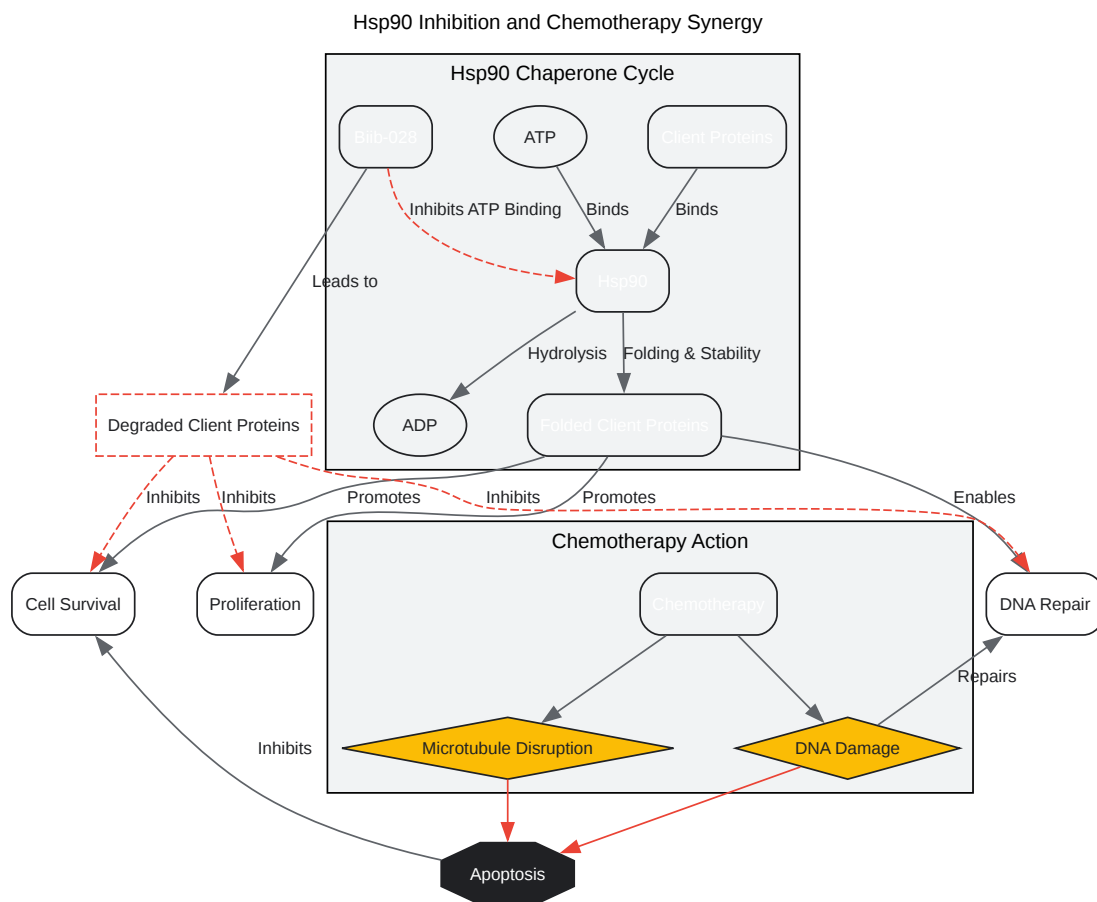 Hsp90 Inhibition and Chemotherapy Synergy
Hsp90 Chaperone Cycle
Biib-028
ATP
Client Proteins
Inhibits ATP Binding
Binds
Binds
Leads to
Hsp90
Hydrolysis
Folding & Stability
Degraded Client Proteins
ADP
Folded Client Proteins
Inhibits
Inhibits
Promotes
Inhibits
Promotes
Enables
Chemotherapy Action
Cell Survival
Proliferation
Chemotherapy
DNA Repair
Repairs
Inhibits
Microtubule Disruption
DNA Damage
Apoptosis